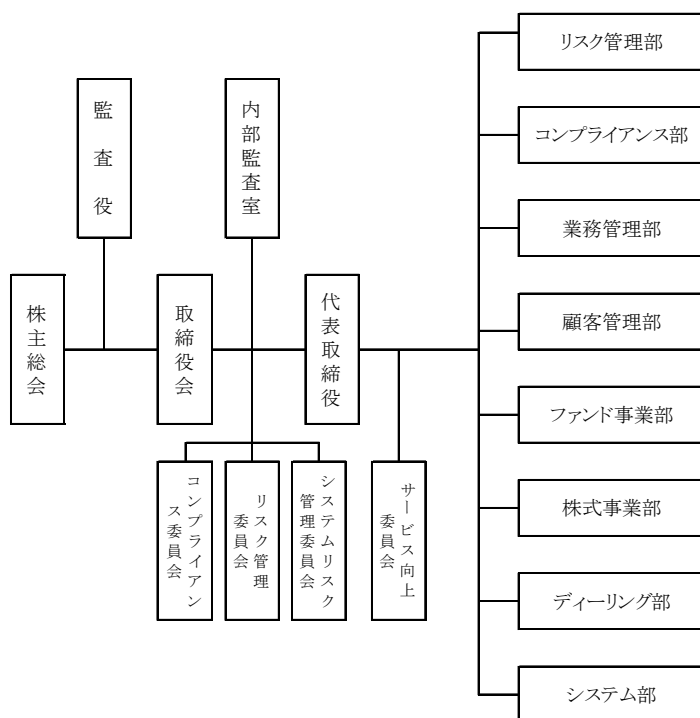 監査役
内部監査室
株主総会
取締役会
代表取締役
コンプライアン
ス委員会
リスク管理
委員会
システムリスク
管理委員会
サービス向上
委員会
リスク管理部
コンプライアンス部
業務管理部
顧客管理部
ファンド事業部
株式事業部
ディーリング部
システム部